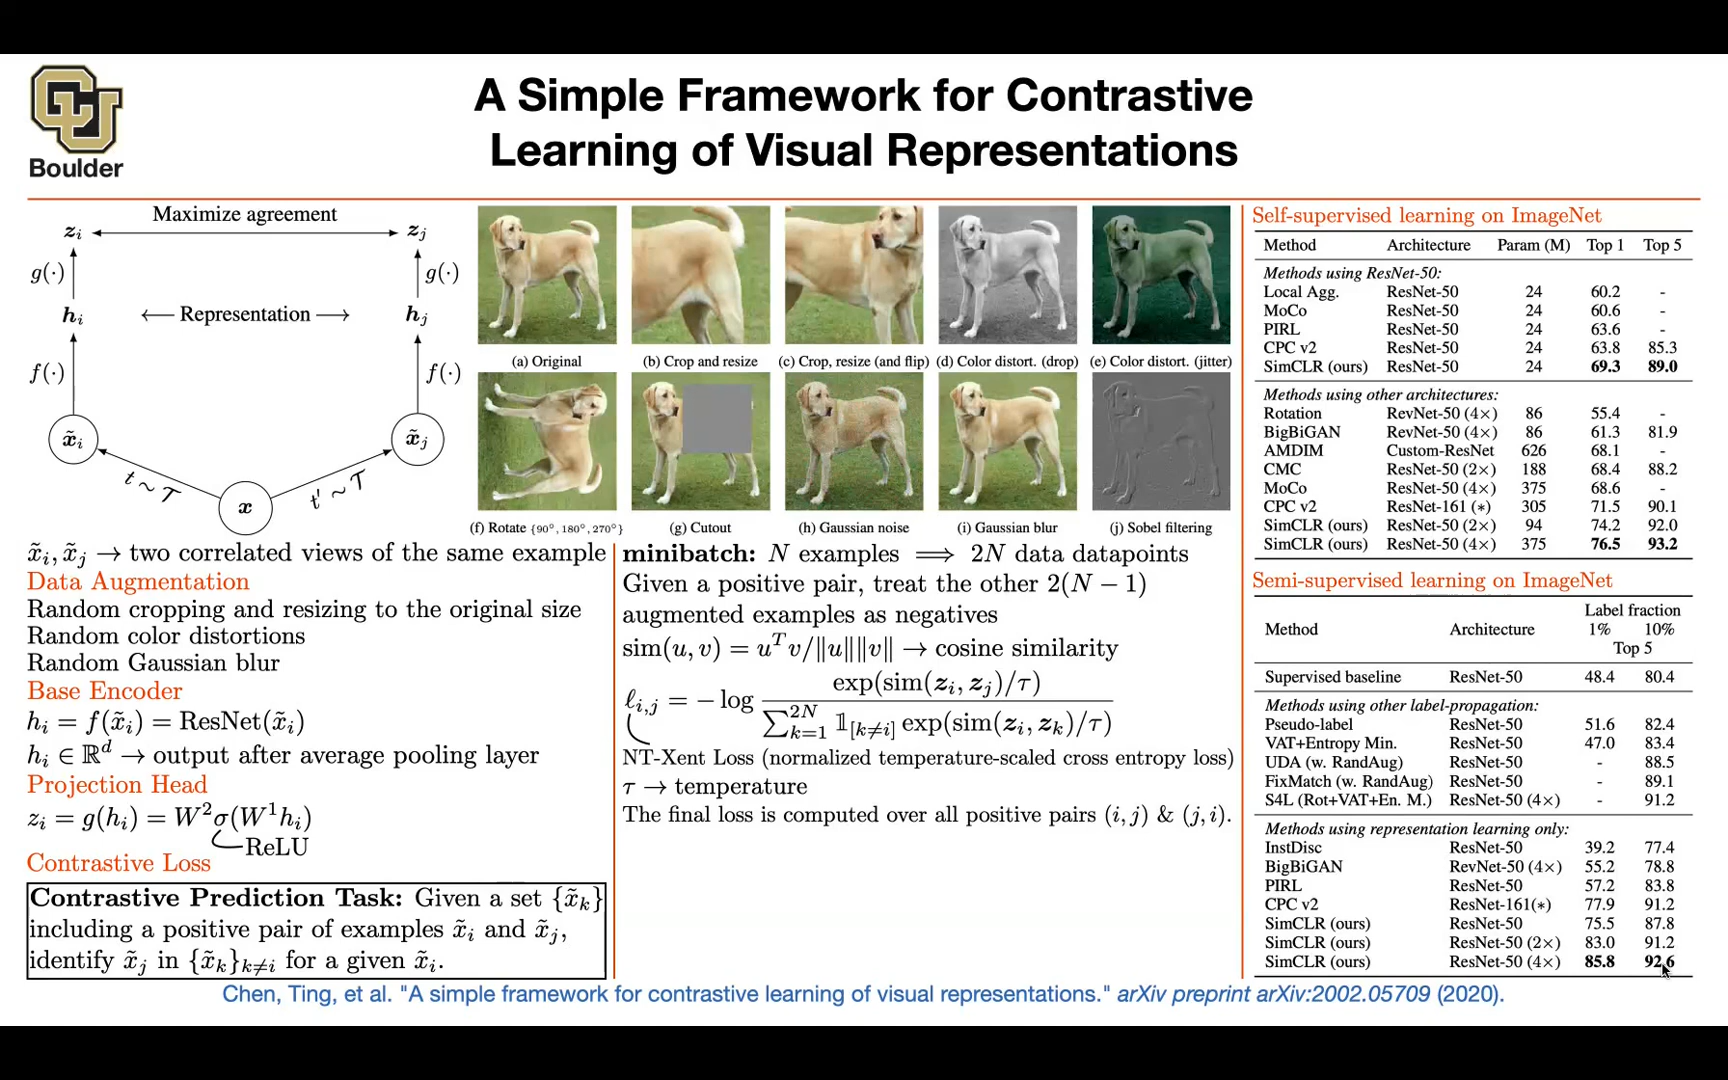 Boulder
A Simple Framework for Contrastive
Learning of Visual Representations
Maximize agreement
z_i z_j
g(·) g(·)
h_i ← Representation → h_j
f(·) f(·)
x̃_i x̃_j
t ~ 𝒯 t′ ~ 𝒯
x
(a) Original (b) Crop and resize (c) Crop, resize (and flip) (d) Color distort. (drop) (e) Color distort. (jitter)
(f) Rotate {90°, 180°, 270°} (g) Cutout (h) Gaussian noise (i) Gaussian blur (j) Sobel filtering
x̃_i, x̃_j → two correlated views of the same example
Data Augmentation
Random cropping and resizing to the original size
Random color distortions
Random Gaussian blur
Base Encoder
h_i = f(x̃_i) = ResNet(x̃_i)
h_i ∈ ℝ^d → output after average pooling layer
Projection Head
z_i = g(h_i) = W²σ(W¹h_i)
ReLU
Contrastive Loss
Contrastive Prediction Task: Given a set {x̃_k}
including a positive pair of examples x̃_i and x̃_j,
identify x̃_j in {x̃_k}_{k≠i} for a given x̃_i.
minibatch: N examples ⟹ 2N data datapoints
Given a positive pair, treat the other 2(N − 1)
augmented examples as negatives
sim(u, v) = u^T v/‖u‖‖v‖ → cosine similarity
ℓ_{i,j} = − log exp(sim(z_i, z_j)/τ) / ∑_{k=1}^{2N} 𝟙_{[k≠i]} exp(sim(z_i, z_k)/τ)
NT-Xent Loss (normalized temperature-scaled cross entropy loss)
τ → temperature
The final loss is computed over all positive pairs (i, j) & (j, i).
Self-supervised learning on ImageNet
Method Architecture Param (M) Top 1 Top 5
Methods using ResNet-50:
Local Agg. ResNet-50 24 60.2 -
MoCo ResNet-50 24 60.6 -
PIRL ResNet-50 24 63.6 -
CPC v2 ResNet-50 24 63.8 85.3
SimCLR (ours) ResNet-50 24 69.3 89.0
Methods using other architectures:
Rotation RevNet-50 (4×) 86 55.4 -
BigBiGAN RevNet-50 (4×) 86 61.3 81.9
AMDIM Custom-ResNet 626 68.1 -
CMC ResNet-50 (2×) 188 68.4 88.2
MoCo ResNet-50 (4×) 375 68.6 -
CPC v2 ResNet-161 (*) 305 71.5 90.1
SimCLR (ours) ResNet-50 (2×) 94 74.2 92.0
SimCLR (ours) ResNet-50 (4×) 375 76.5 93.2
Semi-supervised learning on ImageNet
Label fraction
Method Architecture 1% 10%
Top 5
Supervised baseline ResNet-50 48.4 80.4
Methods using other label-propagation:
Pseudo-label ResNet-50 51.6 82.4
VAT+Entropy Min. ResNet-50 47.0 83.4
UDA (w. RandAug) ResNet-50 - 88.5
FixMatch (w. RandAug) ResNet-50 - 89.1
S4L (Rot+VAT+En. M.) ResNet-50 (4×) - 91.2
Methods using representation learning only:
InstDisc ResNet-50 39.2 77.4
BigBiGAN RevNet-50 (4×) 55.2 78.8
PIRL ResNet-50 57.2 83.8
CPC v2 ResNet-161(*) 77.9 91.2
SimCLR (ours) ResNet-50 75.5 87.8
SimCLR (ours) ResNet-50 (2×) 83.0 91.2
SimCLR (ours) ResNet-50 (4×) 85.8 92.6
Chen, Ting, et al. "A simple framework for contrastive learning of visual representations." arXiv preprint arXiv:2002.05709 (2020).